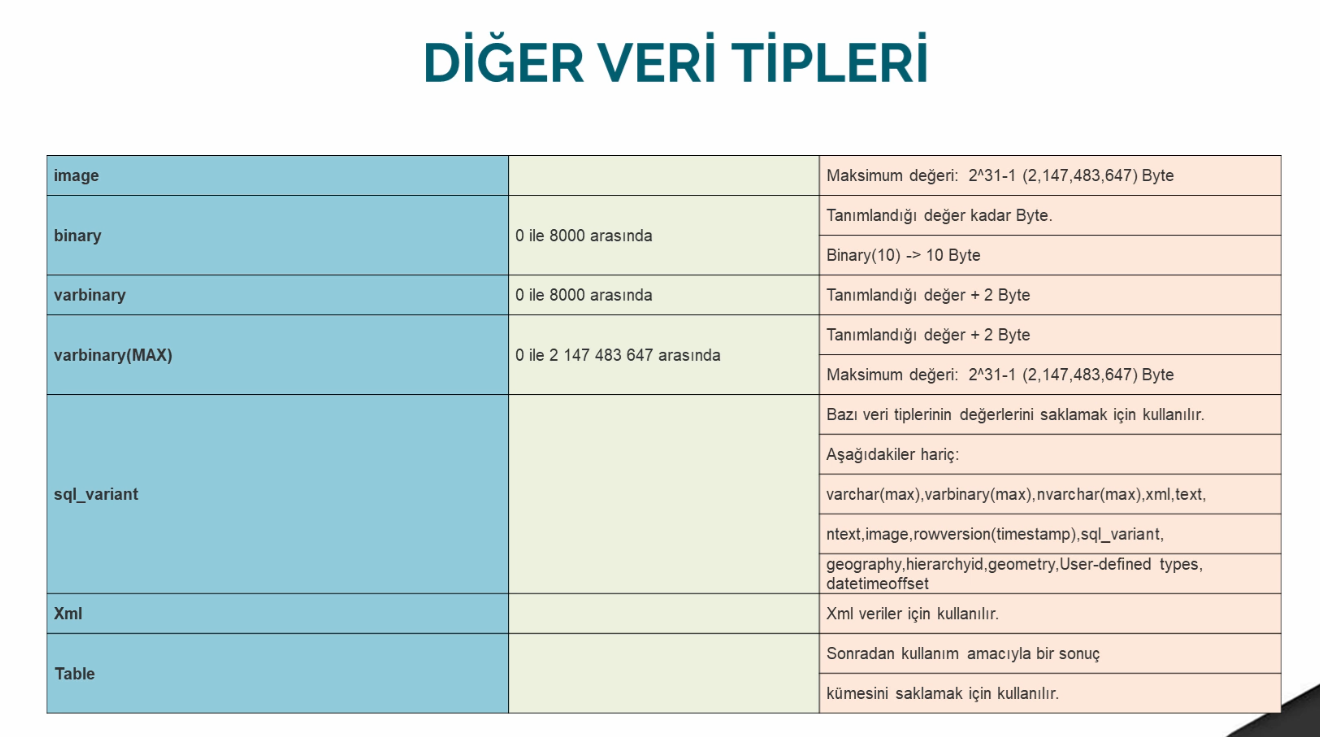 DİĞER VERİ TİPLERİ
image
Maksimum değeri: 2^31-1 (2,147,483,647) Byte
binary
0 ile 8000 arasında
Tanımlandığı değer kadar Byte.
Binary(10) -> 10 Byte
varbinary
0 ile 8000 arasında
Tanımlandığı değer + 2 Byte
varbinary(MAX)
0 ile 2 147 483 647 arasında
Tanımlandığı değer + 2 Byte
Maksimum değeri: 2^31-1 (2,147,483,647) Byte
sql_variant
Bazı veri tiplerinin değerlerini saklamak için kullanılır.
Aşağıdakiler hariç:
varchar(max),varbinary(max),nvarchar(max),xml,text,
ntext,image,rowversion(timestamp),sql_variant,
geography,hierarchyid,geometry,User-defined types,
datetimeoffset
Xml
Xml veriler için kullanılır.
Table
Sonradan kullanım amacıyla bir sonuç
kümesini saklamak için kullanılır.